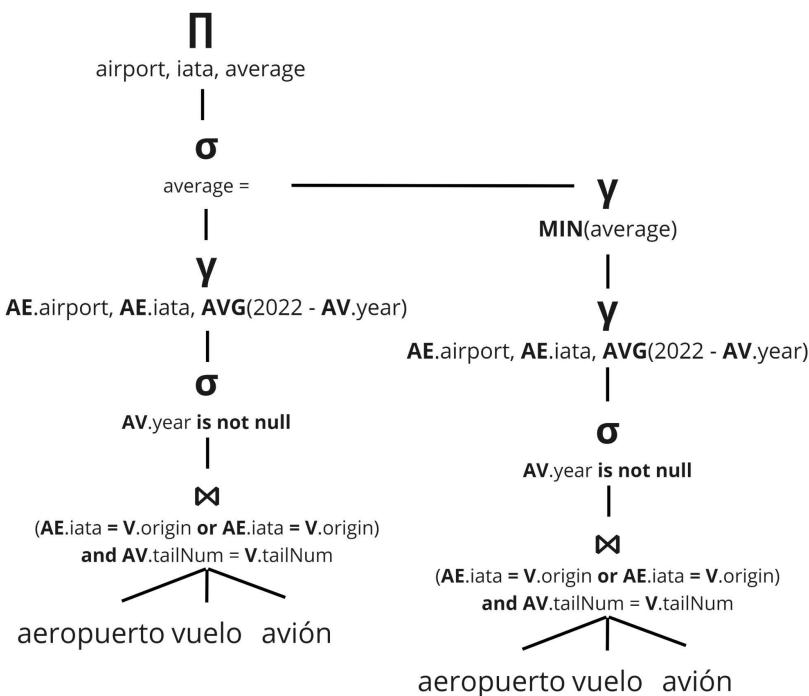 Π
airport, iata, average
σ
average =
γ
AE.airport, AE.iata, AVG(2022 - AV.year)
σ
AV.year is not null
⋈
(AE.iata = V.origin or AE.iata = V.origin)
and AV.tailNum = V.tailNum
aeropuerto vuelo avión
γ
MIN(average)
γ
AE.airport, AE.iata, AVG(2022 - AV.year)
σ
AV.year is not null
⋈
(AE.iata = V.origin or AE.iata = V.origin)
and AV.tailNum = V.tailNum
aeropuerto vuelo avión